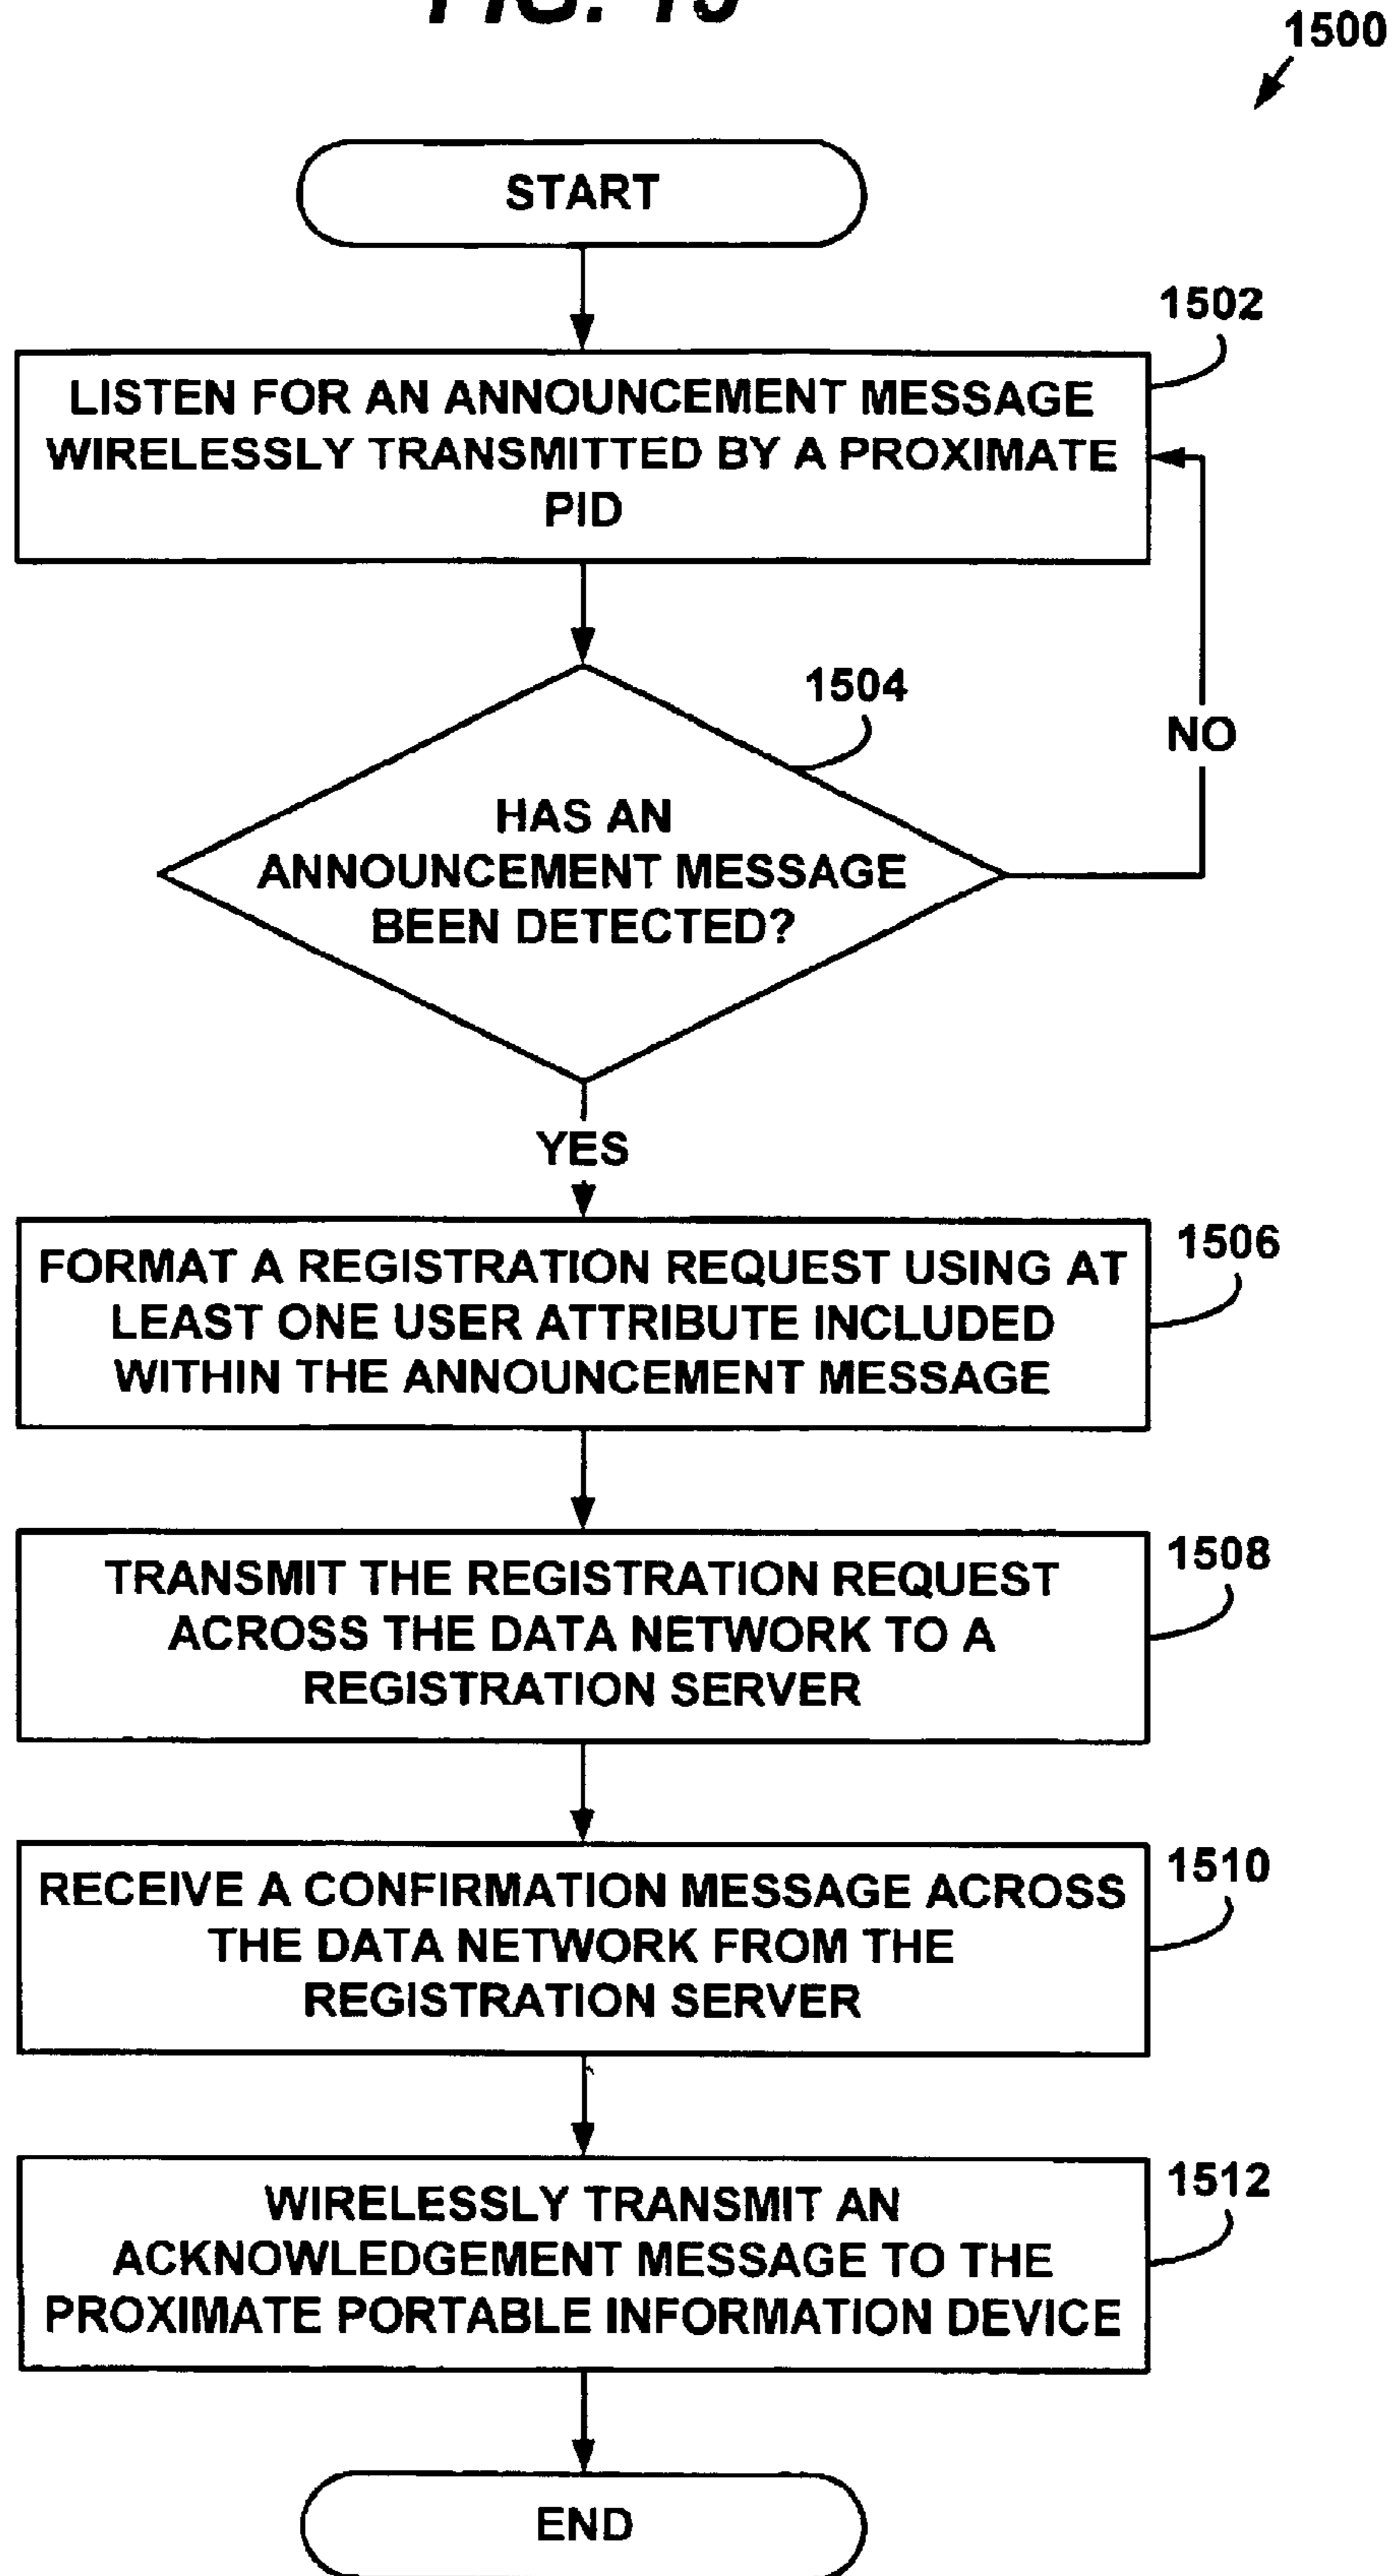 FIG. 15
1500
START
1502
LISTEN FOR AN ANNOUNCEMENT MESSAGE
WIRELESSLY TRANSMITTED BY A PROXIMATE
PID
1504
NO
HAS AN
ANNOUNCEMENT MESSAGE
BEEN DETECTED?
YES
1506
FORMAT A REGISTRATION REQUEST USING AT
LEAST ONE USER ATTRIBUTE INCLUDED
WITHIN THE ANNOUNCEMENT MESSAGE
1508
TRANSMIT THE REGISTRATION REQUEST
ACROSS THE DATA NETWORK TO A
REGISTRATION SERVER
1510
RECEIVE A CONFIRMATION MESSAGE ACROSS
THE DATA NETWORK FROM THE
REGISTRATION SERVER
1512
WIRELESSLY TRANSMIT AN
ACKNOWLEDGEMENT MESSAGE TO THE
PROXIMATE PORTABLE INFORMATION DEVICE
END